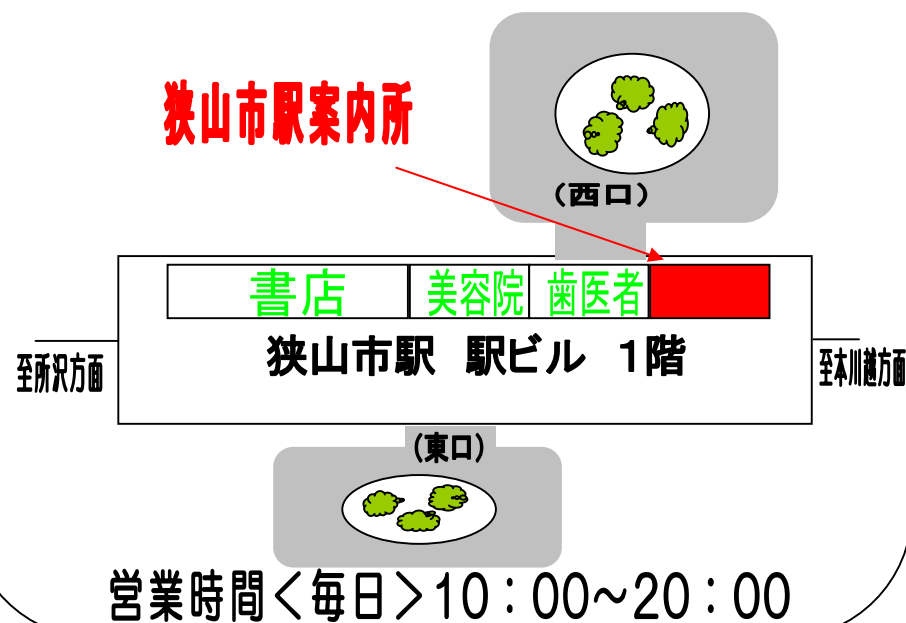 狭山市駅案内所
(西口)
書店 美容院 歯医者
狭山市駅 駅ビル 1階
至所沢方面
至本川越方面
(東口)
営業時間<毎日>10:00~20:00